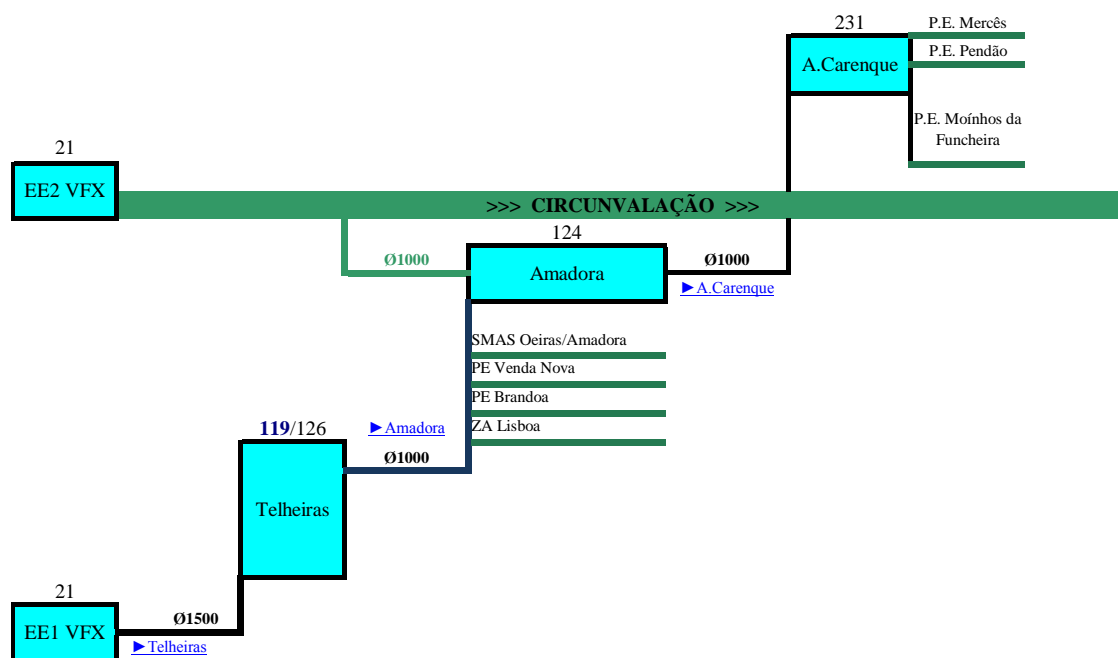 231
P.E. Mercês
A.Carenque
P.E. Pendão
P.E. Moínhos da
Funcheira
21
EE2 VFX
>>> CIRCUNVALAÇÃO >>>
124
Ø1000
Amadora
Ø1000
►A.Carenque
SMAS Oeiras/Amadora
PE Venda Nova
PE Brandoa
ZA Lisboa
119/126
►Amadora
Ø1000
Telheiras
21
EE1 VFX
Ø1500
►Telheiras